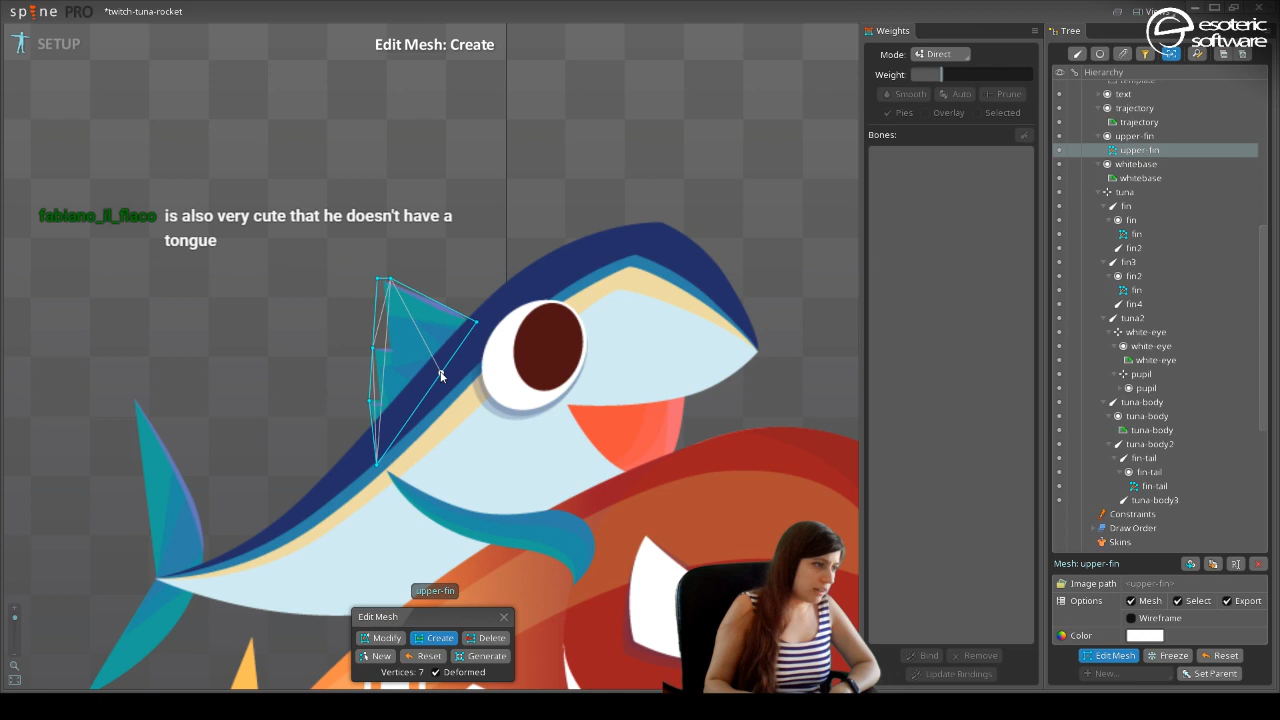 spine PRO
*twitch-tuna-rocket
Views
esoteric
software
SETUP
Edit Mesh: Create
fabiano_il_fiaco is also very cute that he doesn't have a
tongue
upper-fin
Edit Mesh
Modify Create Delete
New Reset Generate
Vertices: 7 Deformed
Weights
Mode: Direct
Weight:
Smooth Auto Prune
Pies Overlay Selected
Bones:
Bind Remove
Update Bindings
Tree
Hierarchy
template
text
trajectory
trajectory
upper-fin
upper-fin
whitebase
whitebase
tuna
fin
fin
fin
fin2
fin3
fin2
fin
fin4
tuna2
white-eye
white-eye
white-eye
pupil
pupil
tuna-body
tuna-body
tuna-body
tuna-body2
fin-tail
fin-tail
fin-tail
tuna-body3
Constraints
Draw Order
Skins
Mesh: upper-fin
Image path <upper-fin>
Options Mesh Select Export
Wireframe
Color
Edit Mesh Freeze Reset
New... Set Parent